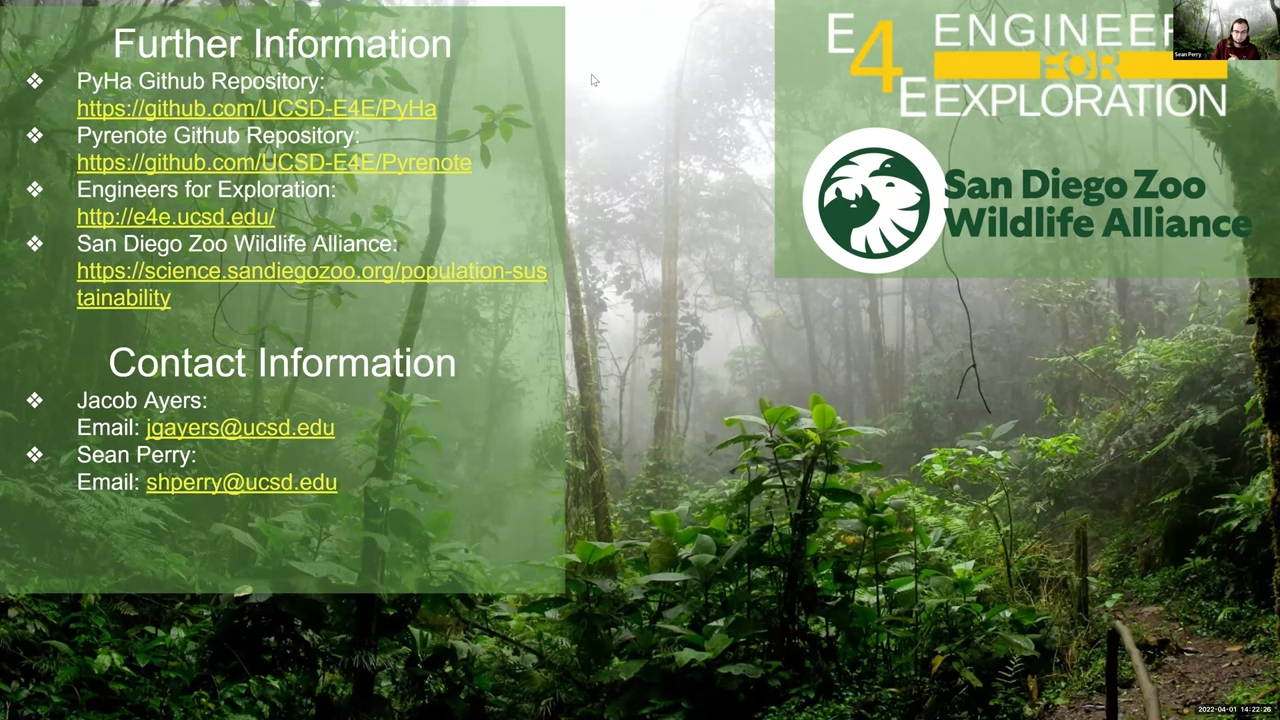 Further Information
❖ PyHa Github Repository:
https://github.com/UCSD-E4E/PyHa
❖ Pyrenote Github Repository:
https://github.com/UCSD-E4E/Pyrenote
❖ Engineers for Exploration:
http://e4e.ucsd.edu/
❖ San Diego Zoo Wildlife Alliance:
https://science.sandiegozoo.org/population-sus
tainability
Contact Information
❖ Jacob Ayers:
Email: jgayers@ucsd.edu
❖ Sean Perry:
Email: shperry@ucsd.edu
E4E
ENGINEER
FOR
EXPLORATION
San Diego Zoo
Wildlife Alliance
Sean Perry
2022-04-01 14:22:26